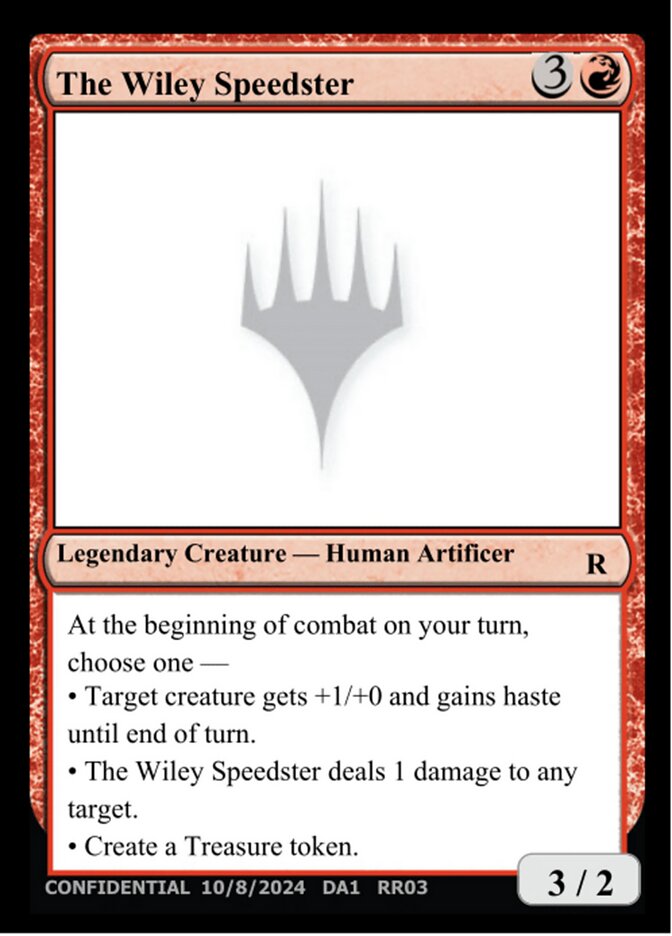 The Wiley Speedster 3
Legendary Creature — Human Artificer R
At the beginning of combat on your turn,
choose one —
• Target creature gets +1/+0 and gains haste
until end of turn.
• The Wiley Speedster deals 1 damage to any
target.
• Create a Treasure token.
CONFIDENTIAL 10/8/2024 DA1 RR03
3 / 2